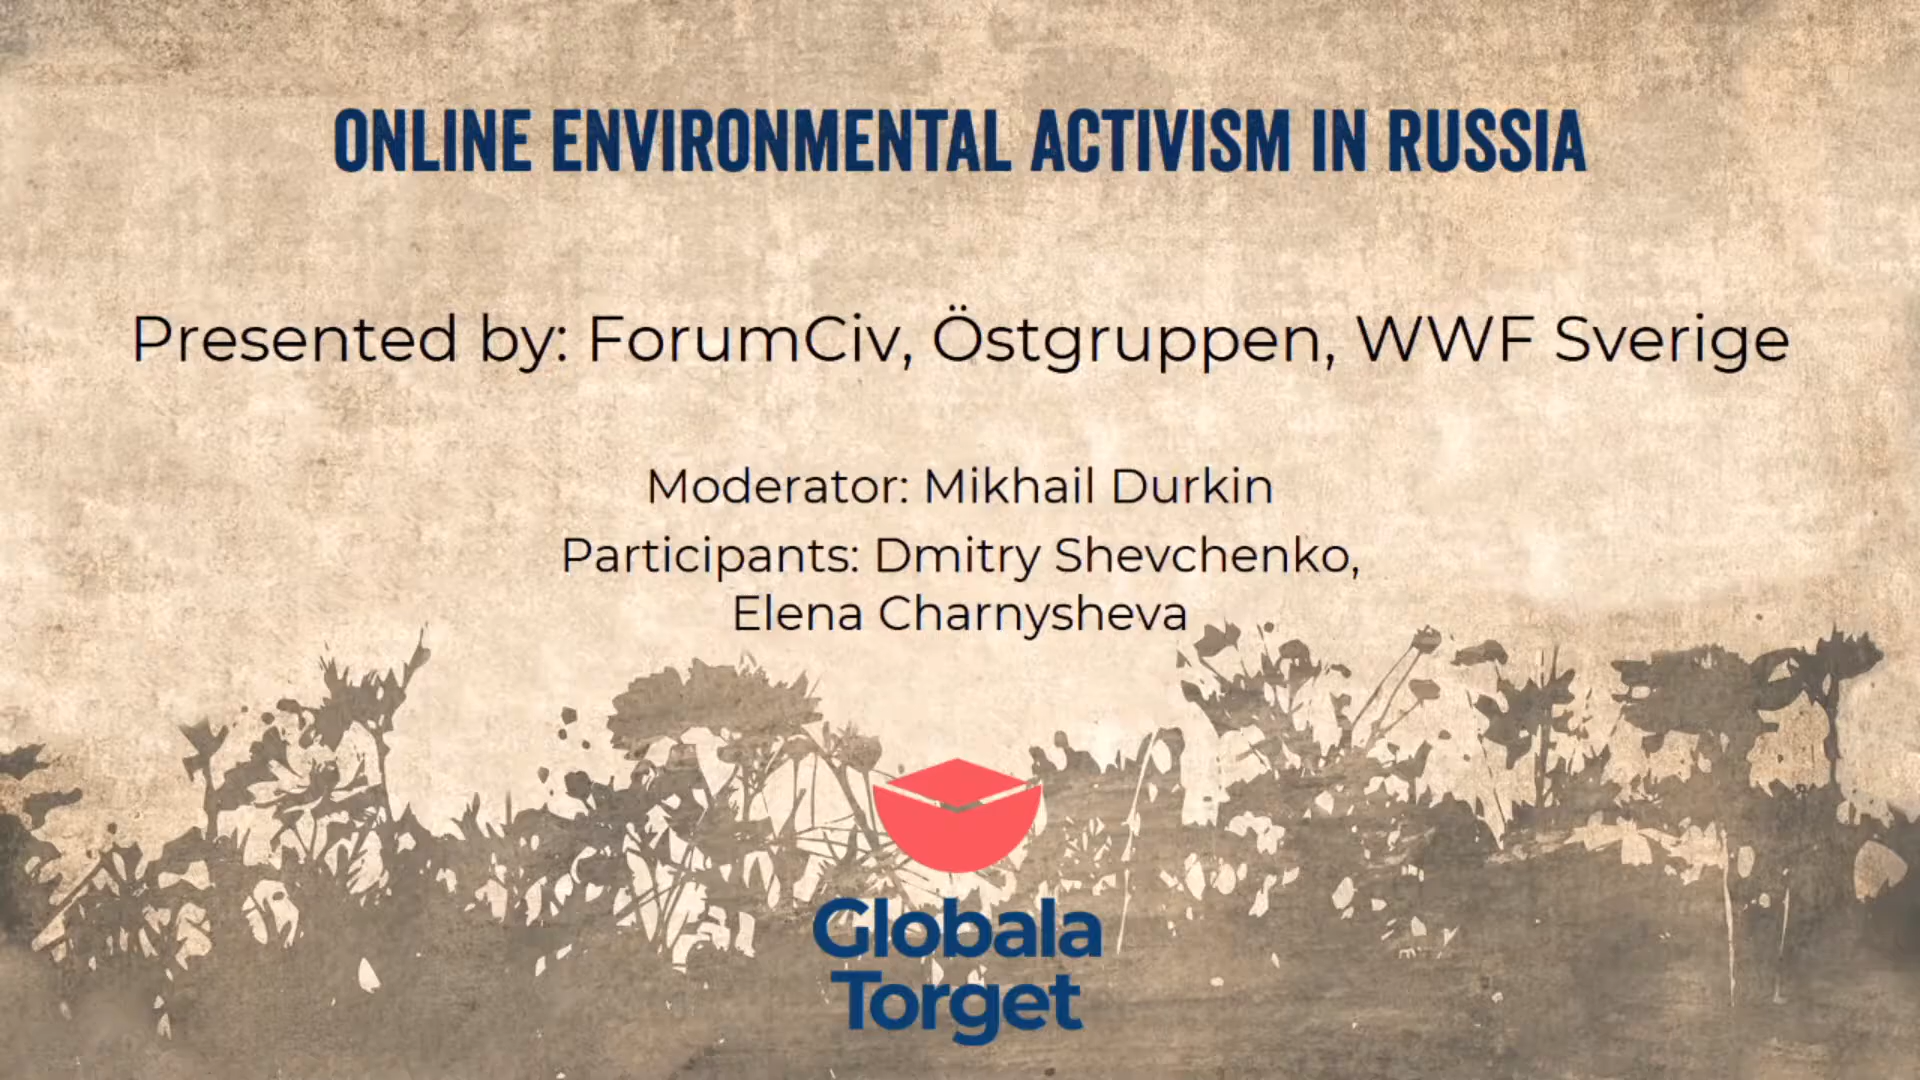 ONLINE ENVIRONMENTAL ACTIVISM IN RUSSIA
Presented by: ForumCiv, Östgruppen, WWF Sverige
Moderator: Mikhail Durkin
Participants: Dmitry Shevchenko,
Elena Charnysheva
Globala
Torget